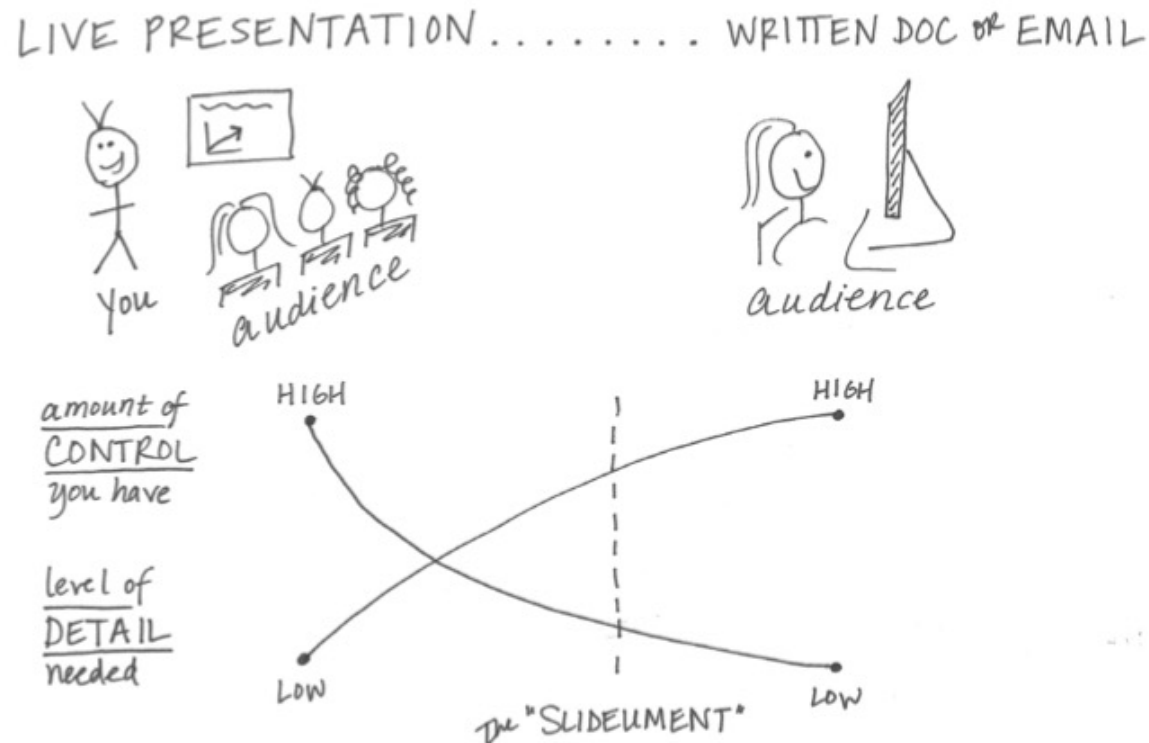 LIVE PRESENTATION ........ WRITTEN DOC OR EMAIL
you
audience
audience
amount of
CONTROL
you have
HIGH
HIGH
level of
DETAIL
needed
LOW
LOW
The "SLIDEUMENT"